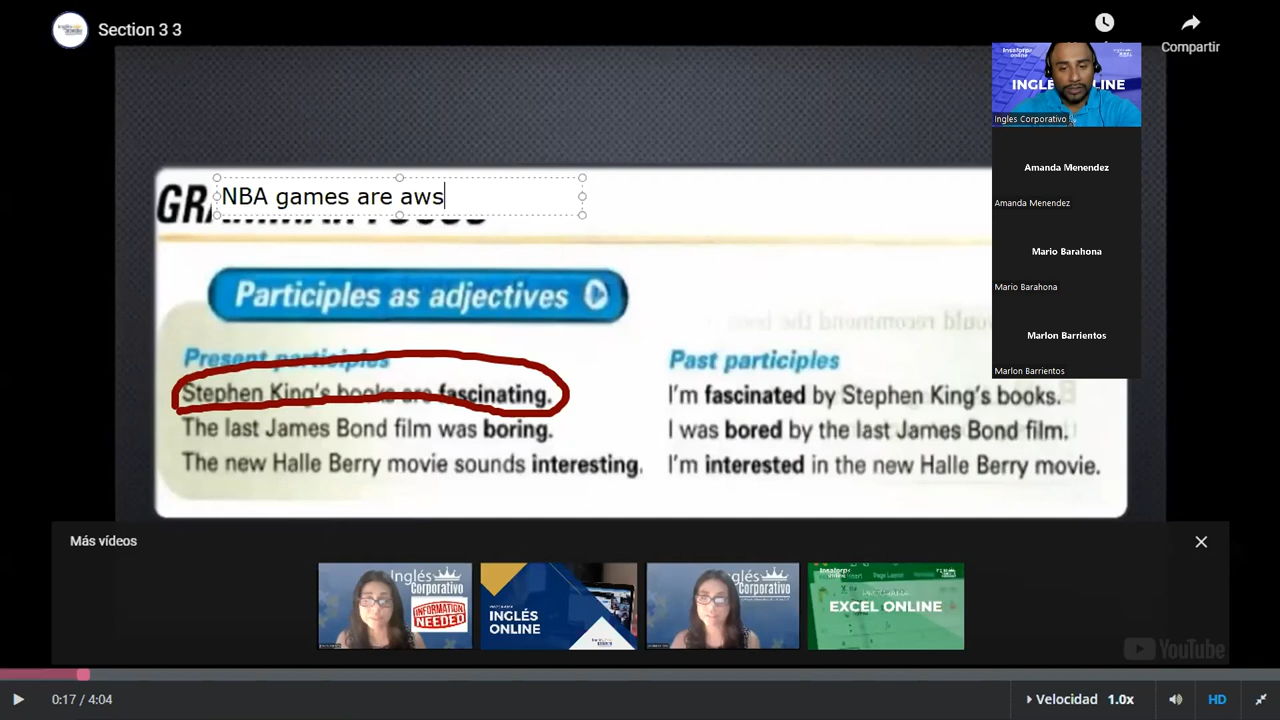 Section 3 3
Compartir
Insaforp
online
INGLÉ
LINE
Ingles Corporativo
Amanda Menendez
Amanda Menendez
Mario Barahona
Mario Barahona
Marlon Barrientos
Marlon Barrientos
NBA games are aws
Participles as adjectives
Present participles
Past participles
Stephen King's books are fascinating.
I'm fascinated by Stephen King's books.
The last James Bond film was boring.
I was bored by the last James Bond film.
The new Halle Berry movie sounds interesting.
I'm interested in the new Halle Berry movie.
Más vídeos
Inglés
Corporativo
INFORMATION
NEEDED
INGLÉS
ONLINE
Inglés
Corporativo
EXCEL ONLINE
YouTube
0:17 / 4:04
Velocidad 1.0x
HD